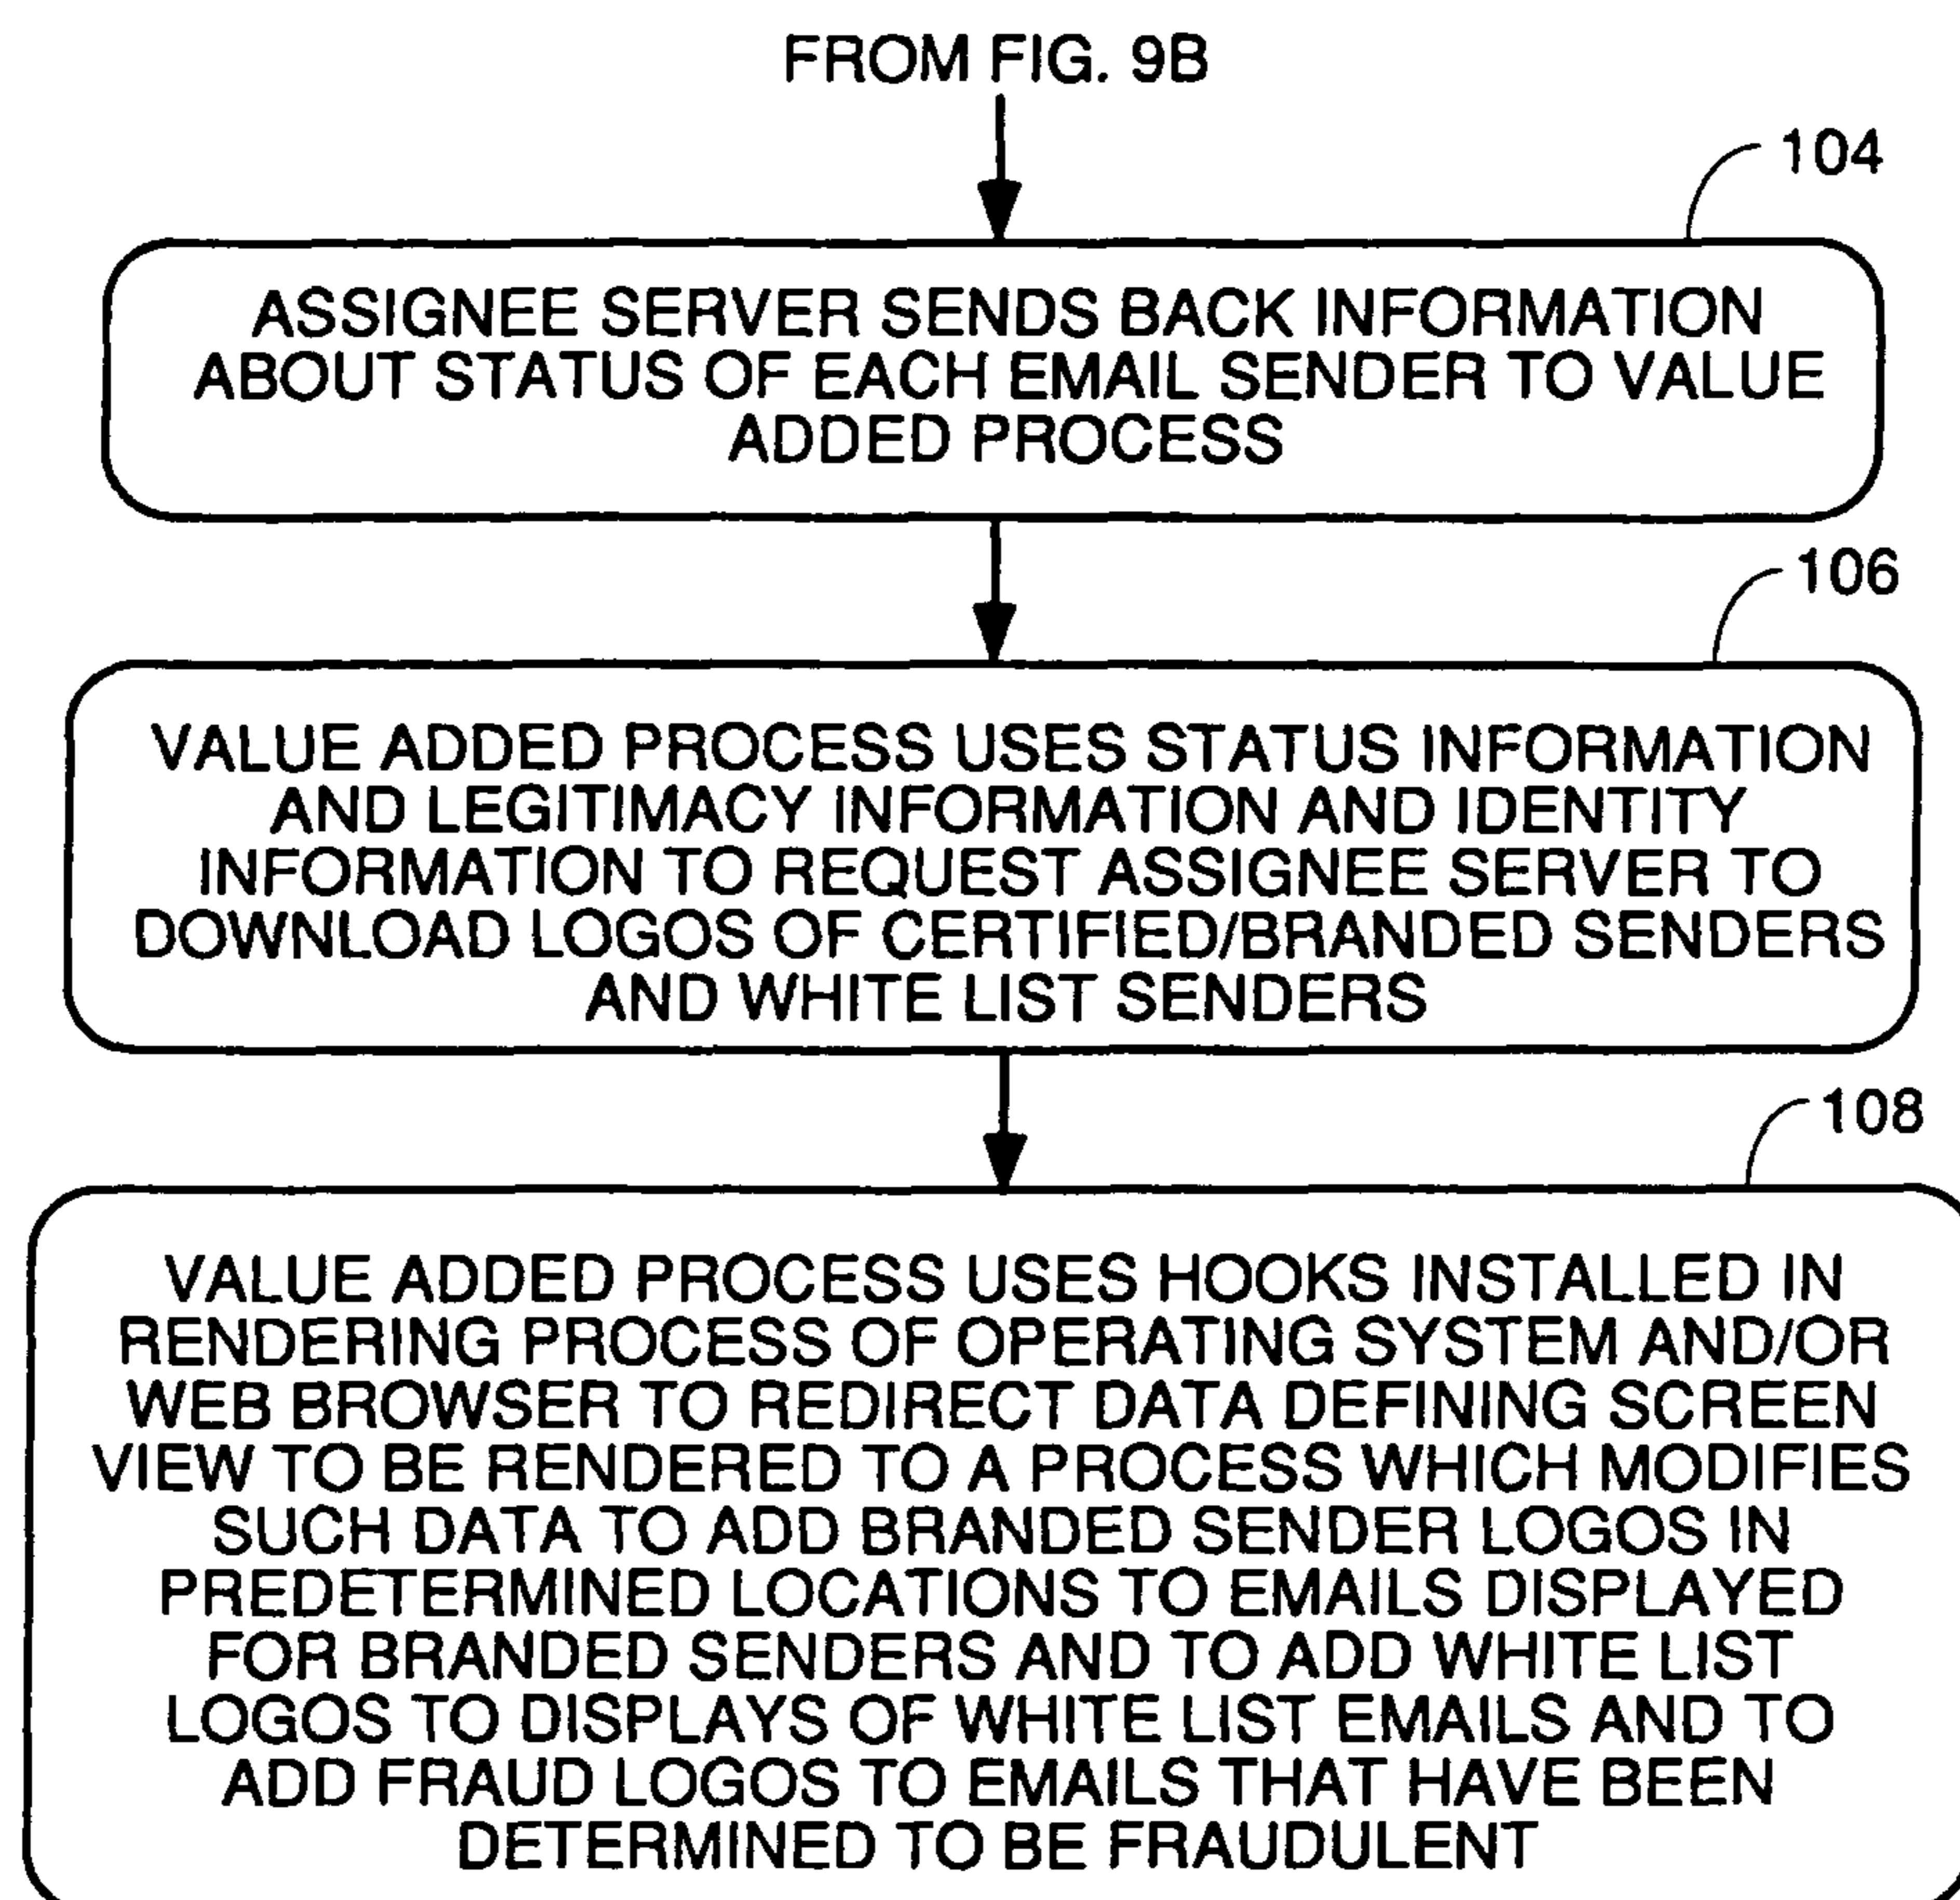 FROM FIG. 9B
104
ASSIGNEE SERVER SENDS BACK INFORMATION
ABOUT STATUS OF EACH EMAIL SENDER TO VALUE
ADDED PROCESS
106
VALUE ADDED PROCESS USES STATUS INFORMATION
AND LEGITIMACY INFORMATION AND IDENTITY
INFORMATION TO REQUEST ASSIGNEE SERVER TO
DOWNLOAD LOGOS OF CERTIFIED/BRANDED SENDERS
AND WHITE LIST SENDERS
108
VALUE ADDED PROCESS USES HOOKS INSTALLED IN
RENDERING PROCESS OF OPERATING SYSTEM AND/OR
WEB BROWSER TO REDIRECT DATA DEFINING SCREEN
VIEW TO BE RENDERED TO A PROCESS WHICH MODIFIES
SUCH DATA TO ADD BRANDED SENDER LOGOS IN
PREDETERMINED LOCATIONS TO EMAILS DISPLAYED
FOR BRANDED SENDERS AND TO ADD WHITE LIST
LOGOS TO DISPLAYS OF WHITE LIST EMAILS AND TO
ADD FRAUD LOGOS TO EMAILS THAT HAVE BEEN
DETERMINED TO BE FRAUDULENT